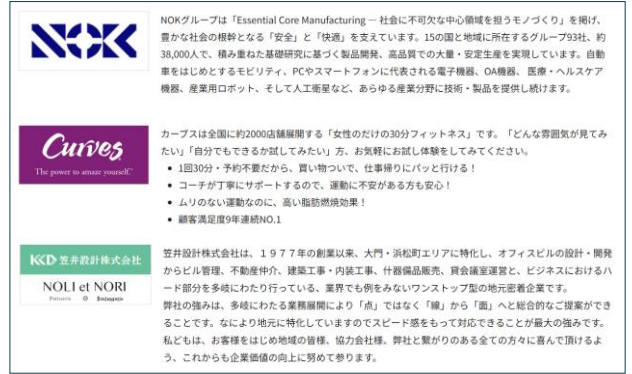 NOK
NOKグループは「Essential Core Manufacturing ― 社会に不可欠な中心領域を担うモノづくり」を掲げ、
豊かな社会の根幹となる「安全」と「快適」を支えています。15の国と地域に所在するグループ93社、約
38,000人で、積み重ねた基礎研究に基づく製品開発、高品質での大量・安定生産を実現しています。自動
車をはじめとするモビリティ、PCやスマートフォンに代表される電子機器、OA機器、 医療・ヘルスケア
機器、産業用ロボット、そして人工衛星など、あらゆる産業分野に技術・製品を提供し続けます。
Curves
The power to amaze yourself.
カーブスは全国に約2000店舗展開する「女性のだけの30分フィットネス」です。「どんな雰囲気が見てみ
たい」「自分でもできるか試してみたい」方、お気軽にお試し体験をしてみてください。
• 1回30分・予約不要だから、買い物ついで、仕事帰りにパッと行ける！
• コーチが丁寧にサポートするので、運動に不安がある方も安心！
• ムリのない運動なのに、高い脂肪燃焼効果！
• 顧客満足度9年連続NO.1
KKD 笠井設計株式会社
NOLI et NORI
笠井設計株式会社は、１９７７年の創業以来、大門・浜松町エリアに特化し、オフィスビルの設計・開発
からビル管理、不動産仲介、建築工事・内装工事、什器備品販売、貸会議室運営と、ビジネスにおけるハ
ード部分を多岐にわたり行っている、業界でも例をみないワンストップ型の地元密着企業です。
弊社の強みは、多岐にわたる業務展開により「点」ではなく「線」から「面」へと総合的なご提案ができ
ることです。なにより地元に特化していますのでスピード感をもって対応できることが最大の強みです。
私どもは、お客様をはじめ地域の皆様、協力会社様、弊社と繋がりのある全ての方々に喜んで頂けるよ
う、これからも企業価値の向上に努めて参ります。